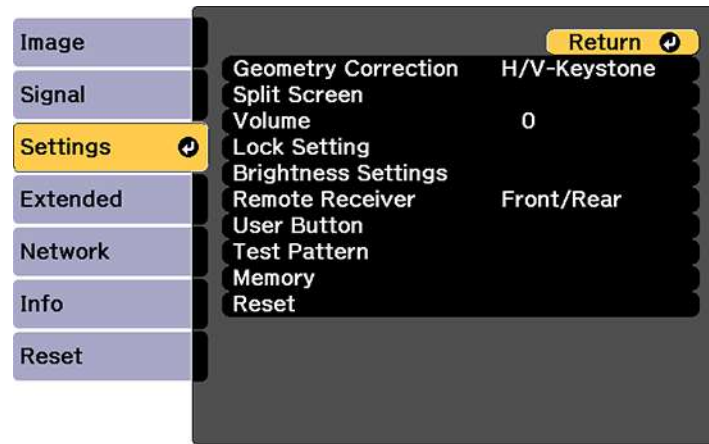 Image
Signal
Settings
Extended
Network
Info
Reset
Return
Geometry Correction H/V-Keystone
Split Screen
Volume 0
Lock Setting
Brightness Settings
Remote Receiver Front/Rear
User Button
Test Pattern
Memory
Reset